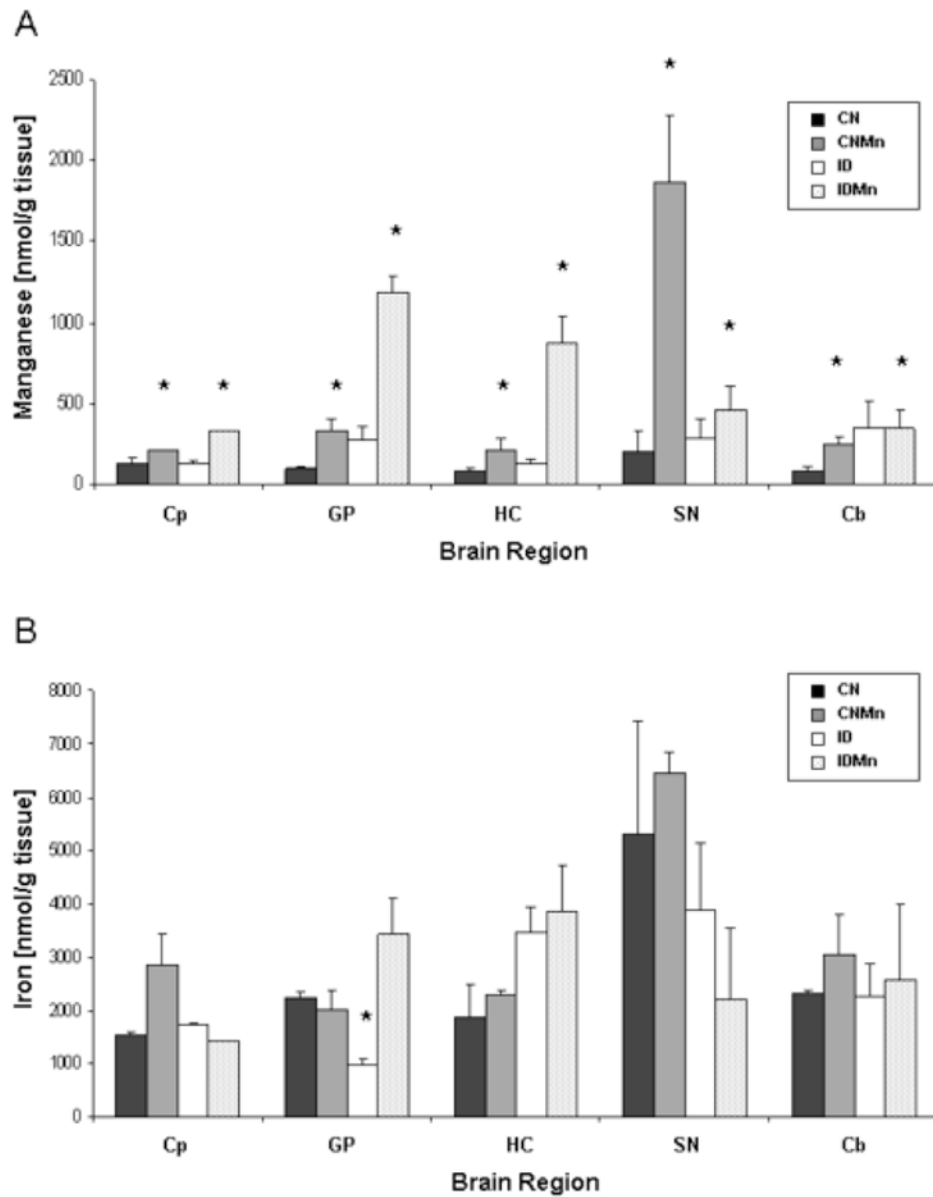 A
Manganese [nmol/g tissue]
2500
2000
1500
1000
500
0
* * * * * * * * * *
CN
CNMn
ID
IDMn
Cp GP HC SN Cb
Brain Region
B
Iron [nmol/g tissue]
8000
7000
6000
5000
4000
3000
2000
1000
0
*
CN
CNMn
ID
IDMn
Cp GP HC SN Cb
Brain Region